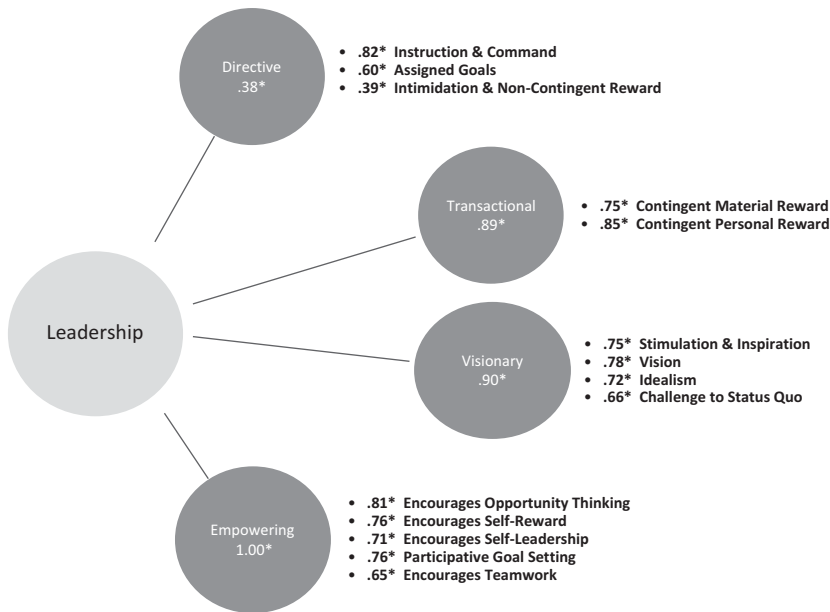 Directive
.38*
• .82* Instruction & Command
• .60* Assigned Goals
• .39* Intimidation & Non-Contingent Reward
Transactional
.89*
• .75* Contingent Material Reward
• .85* Contingent Personal Reward
Leadership
Visionary
.90*
• .75* Stimulation & Inspiration
• .78* Vision
• .72* Idealism
• .66* Challenge to Status Quo
Empowering
1.00*
• .81* Encourages Opportunity Thinking
• .76* Encourages Self-Reward
• .71* Encourages Self-Leadership
• .76* Participative Goal Setting
• .65* Encourages Teamwork